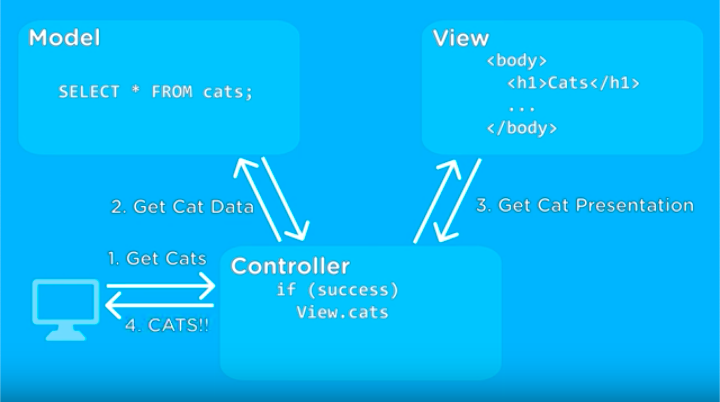 Model
SELECT * FROM cats;
View
<body>
<h1>Cats</h1>
...
</body>
2. Get Cat Data
3. Get Cat Presentation
1. Get Cats
4. CATS!!
Controller
if (success)
View.cats